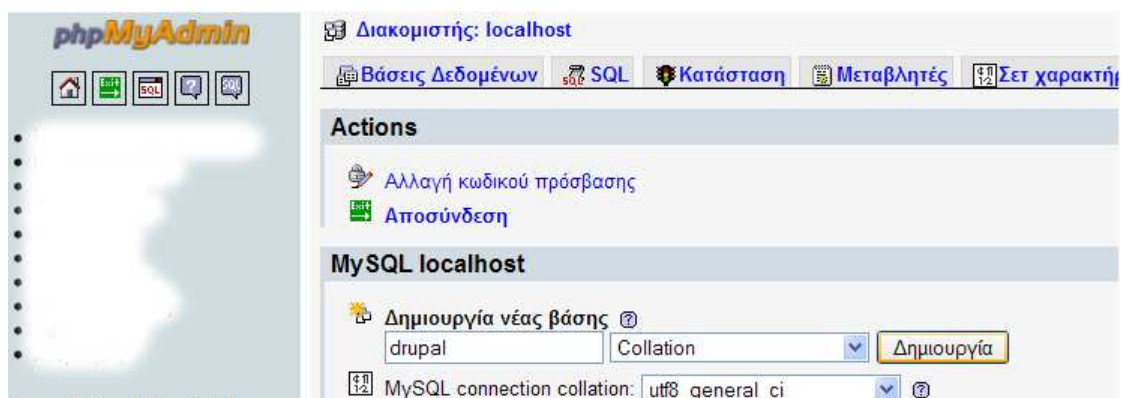 phpMyAdmin
Διακομιστής: localhost
Βάσεις Δεδομένων SQL Κατάσταση Μεταβλητές Σετ
Actions
Αλλαγή κωδικού πρόσβασης
Αποσύνδεση
MySQL localhost
Δημιουργία νέας βάσης
drupal Collation Δημιουργία
MySQL connection collation: utf8_general_ci